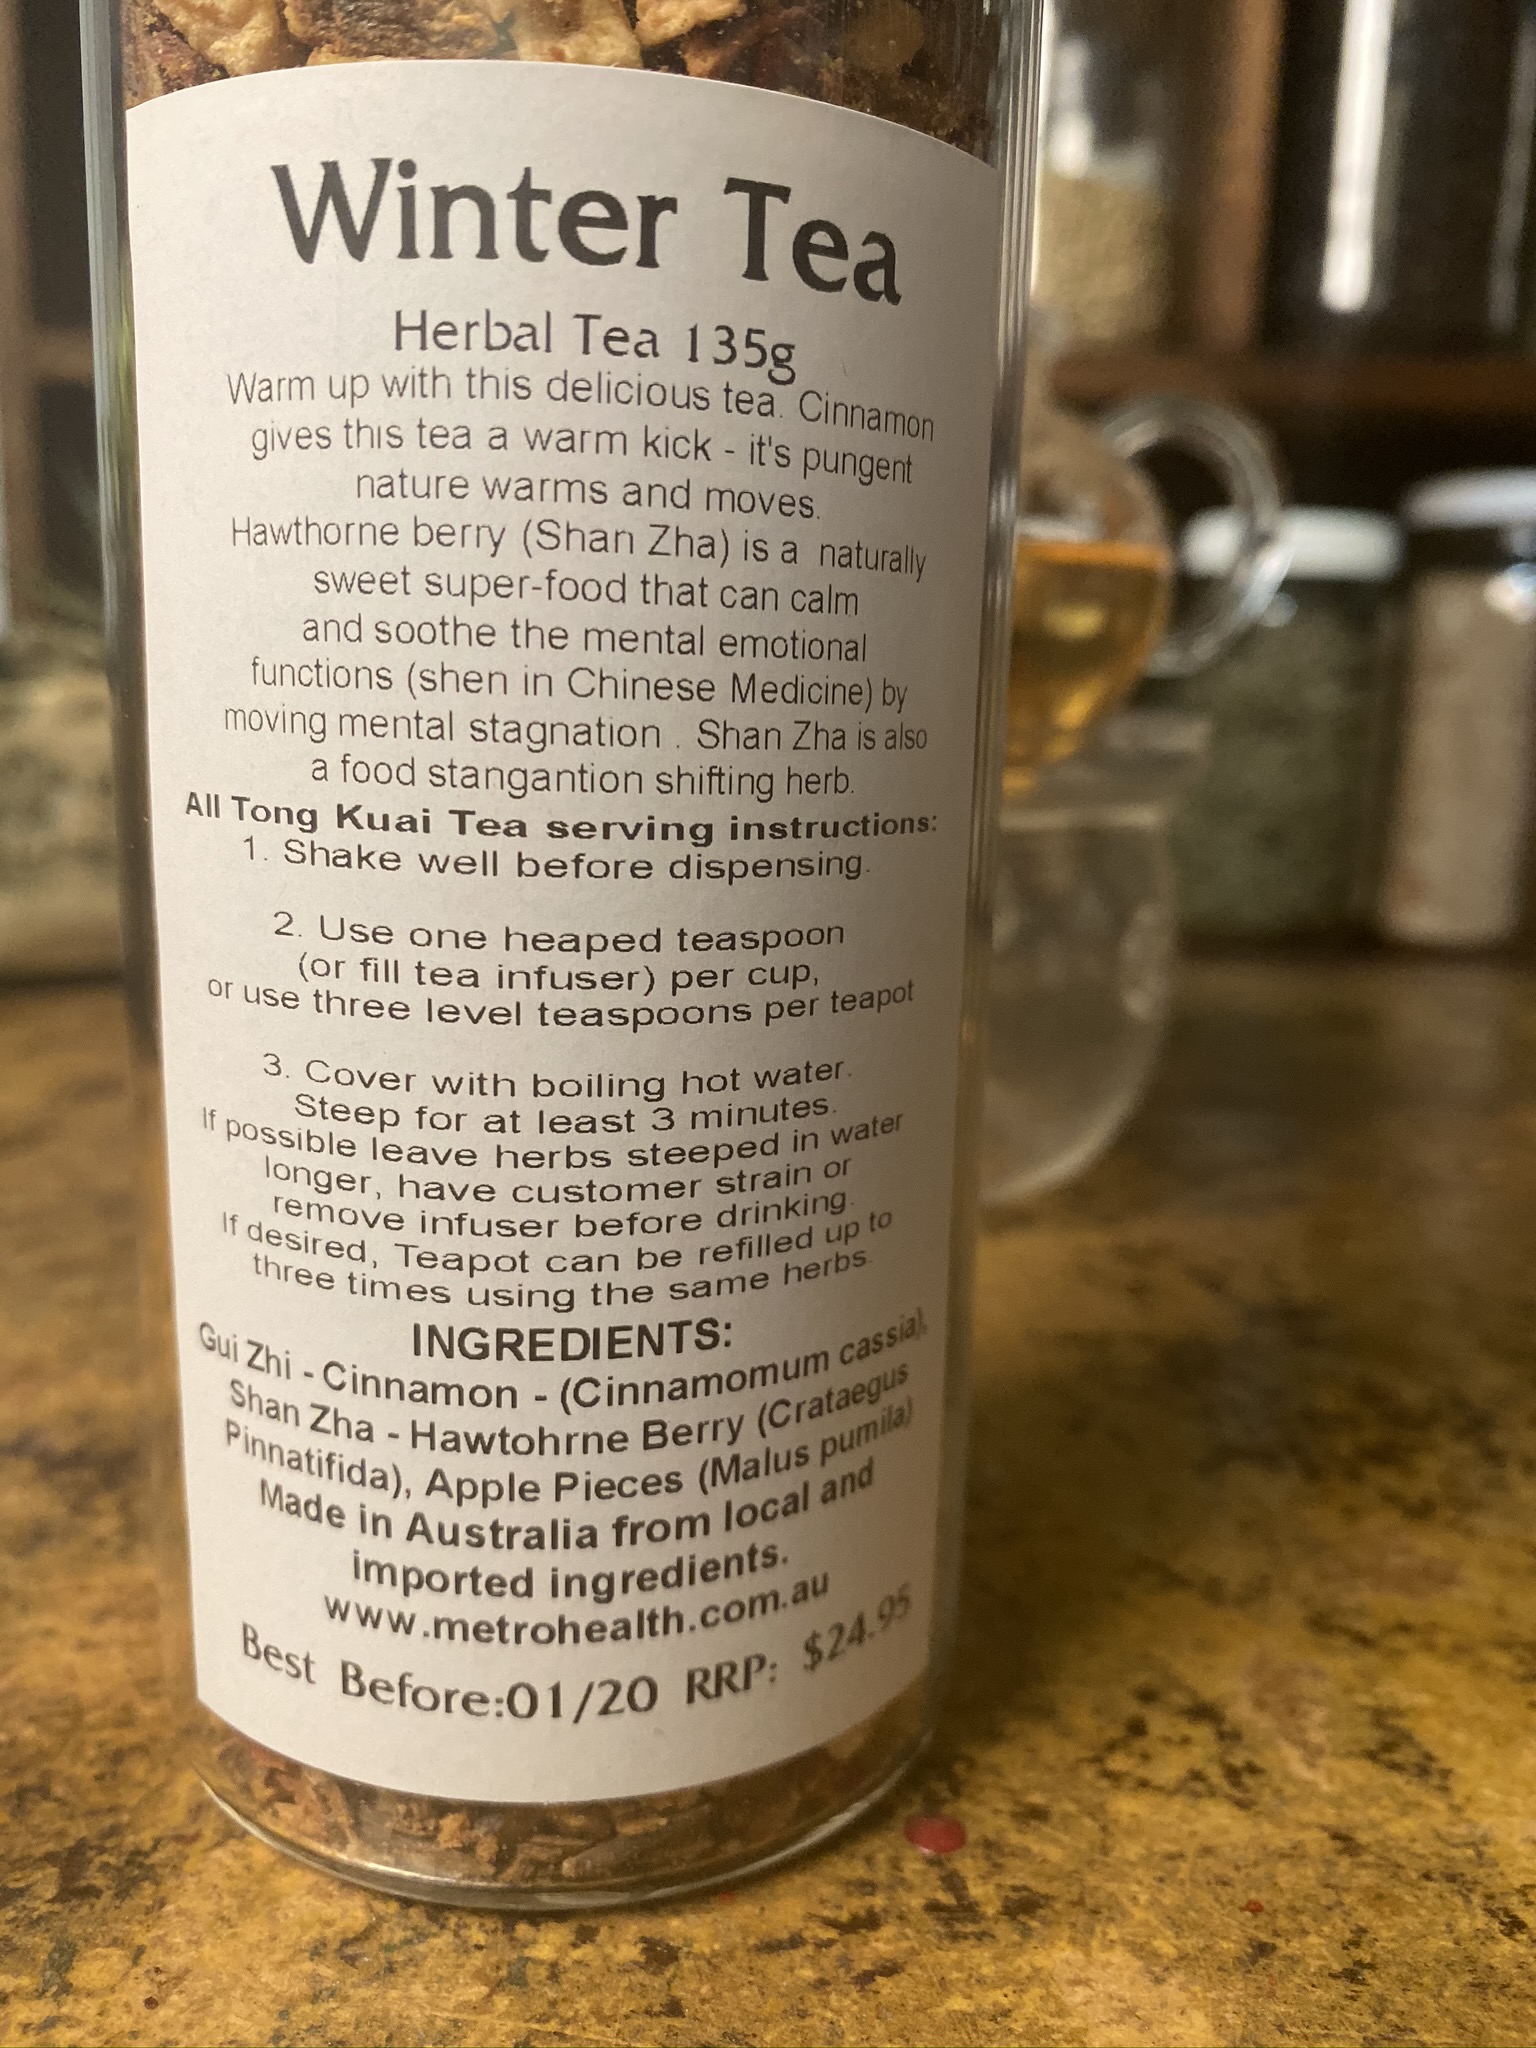 Winter Tea
Herbal Tea 135g
Warm up with this delicious tea. Cinnamon
gives this tea a warm kick - it's pungent
nature warms and moves.
Hawthorne berry (Shan Zha) is a naturally
sweet super-food that can calm
and soothe the mental emotional
functions (shen in Chinese Medicine) by
moving mental stagnation . Shan Zha is also
a food stangantion shifting herb.
All Tong Kuai Tea serving instructions:
1. Shake well before dispensing.
2. Use one heaped teaspoon
(or fill tea infuser) per cup,
or use three level teaspoons per teapot
3. Cover with boiling hot water.
Steep for at least 3 minutes.
If possible leave herbs steeped in water
longer, have customer strain or
remove infuser before drinking.
If desired, Teapot can be refilled up to
three times using the same herbs.
INGREDIENTS:
Gui Zhi - Cinnamon - (Cinnamomum cassia),
Shan Zha - Hawtohrne Berry (Crataegus
Pinnatifida), Apple Pieces (Malus pumila)
Made in Australia from local and
imported ingredients.
www.metrohealth.com.au
Best Before:01/20 RRP: $24.95